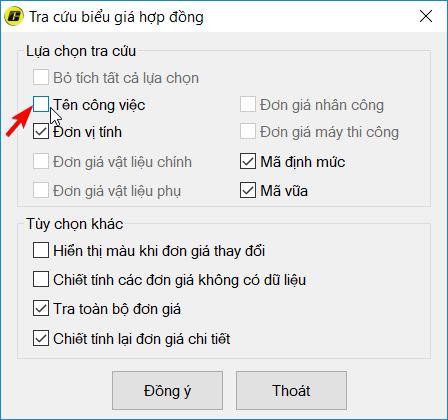 Tra cứu biểu giá hợp đồng
Lựa chọn tra cứu
Bỏ tích tất cả lựa chọn
Tên công việc
Đơn giá nhân công
Đơn vị tính
Đơn giá máy thi công
Đơn giá vật liệu chính
Mã định mức
Đơn giá vật liệu phụ
Mã vữa
Tùy chọn khác
Hiển thị màu khi đơn giá thay đổi
Chiết tính các đơn giá không có dữ liệu
Tra toàn bộ đơn giá
Chiết tính lại đơn giá chi tiết
Đồng ý
Thoát